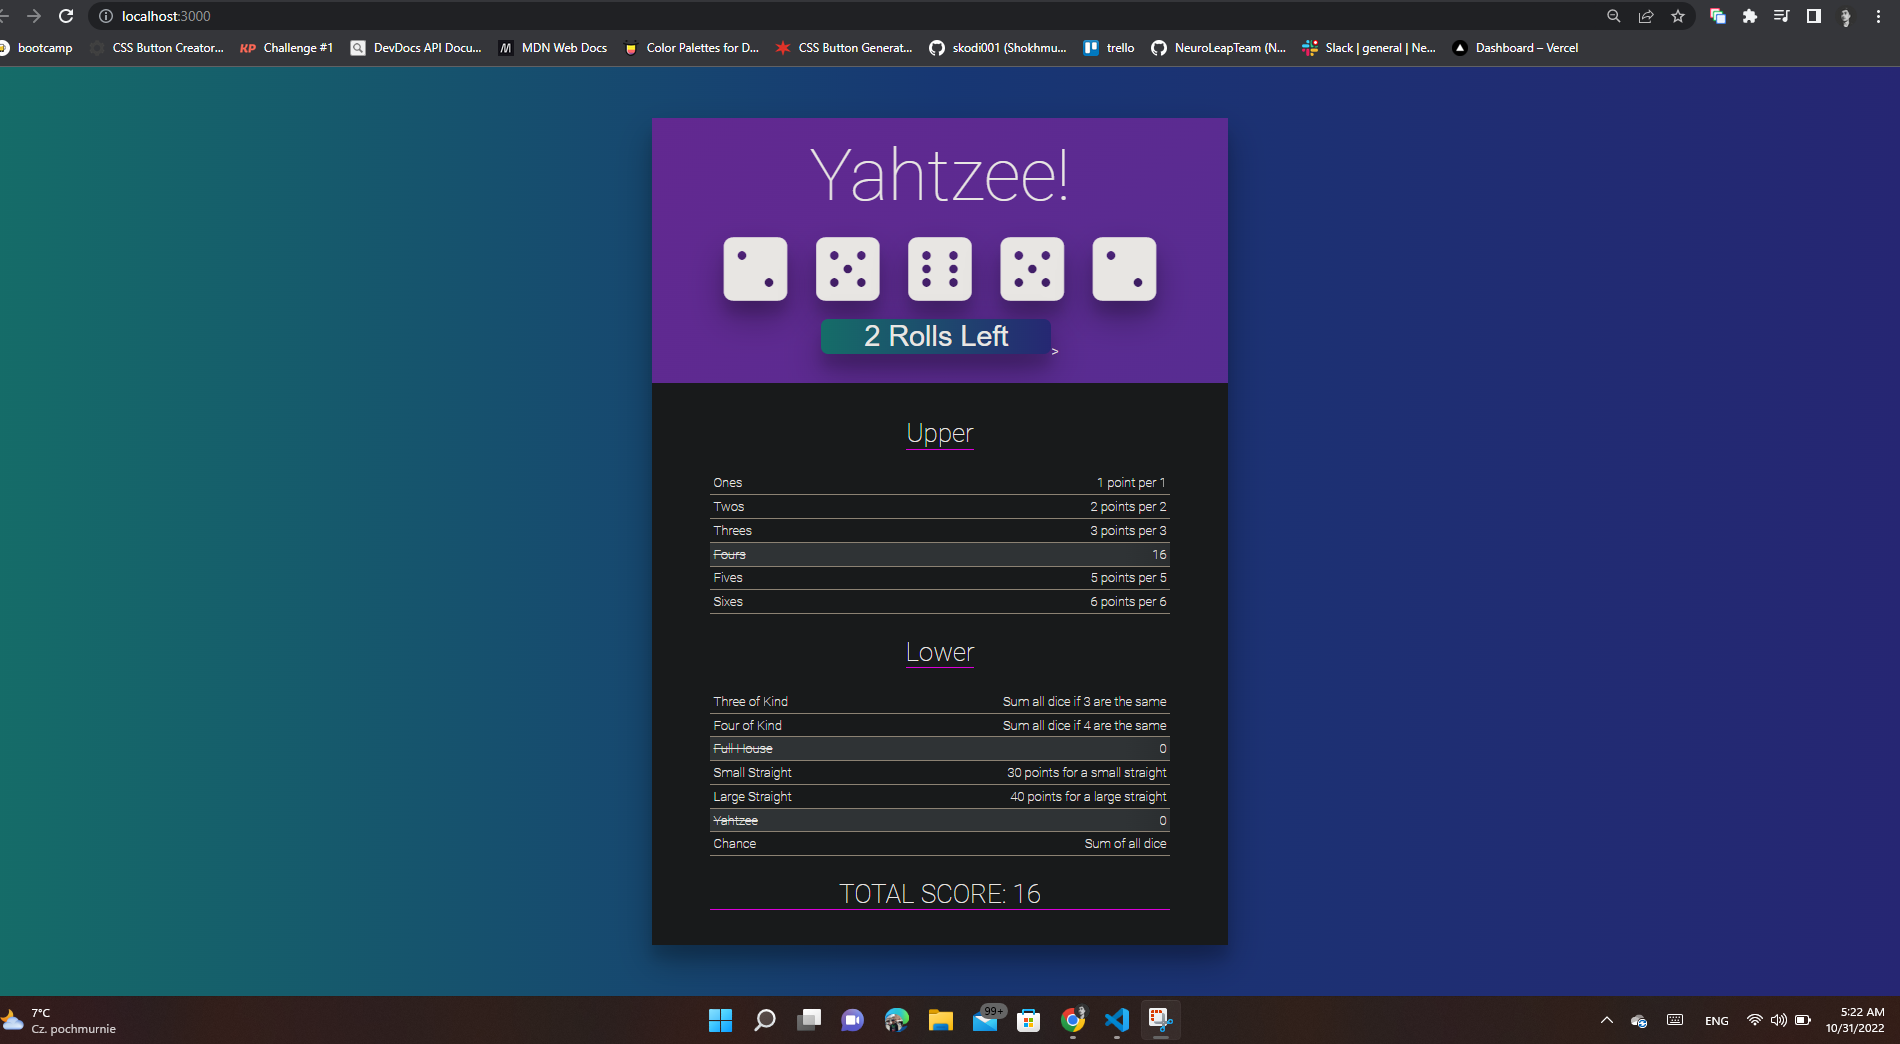 localhost:3000
bootcamp CSS Button Creator... KP Challenge #1 DevDocs API Docu... M MDN Web Docs Color Palettes for D... CSS Button Generat... skodi001 (Shokhmu... trello NeuroLeapTeam (N... Slack | general | Ne... Dashboard – Vercel
Yahtzee!
2 Rolls Left
>
Upper
Ones 1 point per 1
Twos 2 points per 2
Threes 3 points per 3
Fours 16
Fives 5 points per 5
Sixes 6 points per 6
Lower
Three of Kind Sum all dice if 3 are the same
Four of Kind Sum all dice if 4 are the same
Full House 0
Small Straight 30 points for a small straight
Large Straight 40 points for a large straight
Yahtzee 0
Chance Sum of all dice
TOTAL SCORE: 16
7°C
Cz. pochmurnie
99+
ENG
5:22 AM
10/31/2022